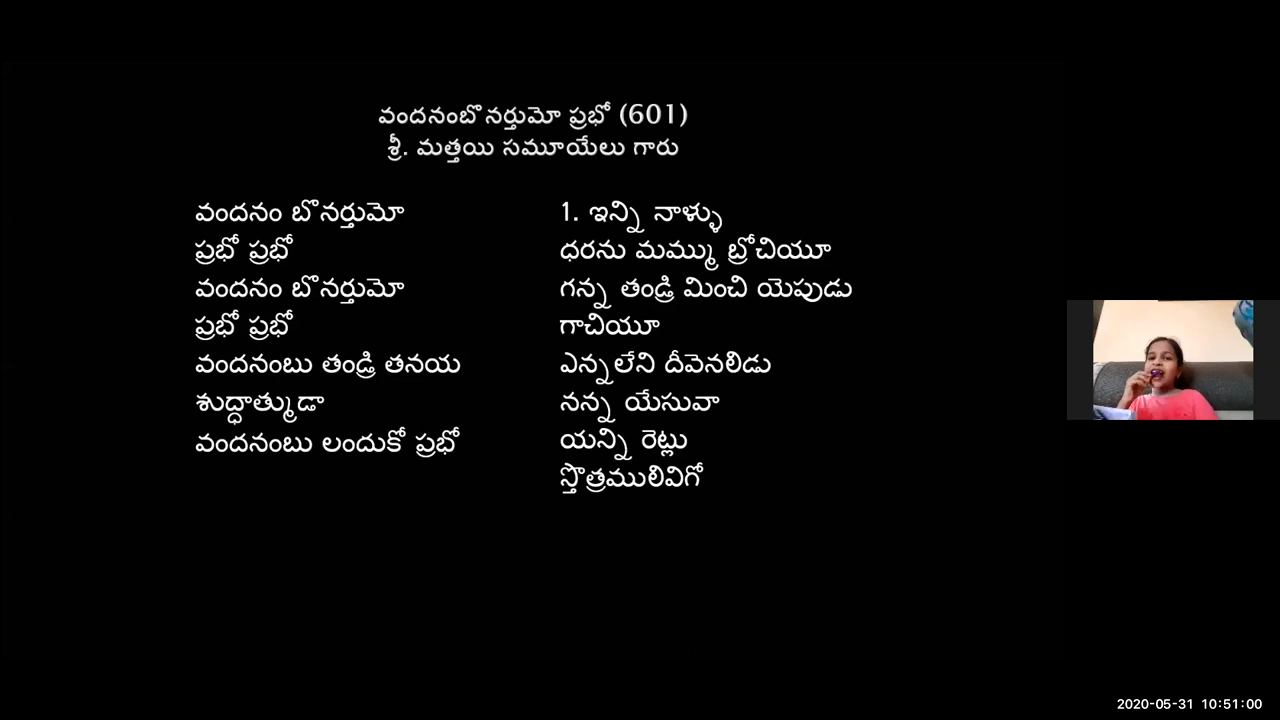 వందనంబొనర్తుమో ప్రభో (601)
శ్రీ. మత్తయి సమూయేలు గారు
వందనం బొనర్తుమో
ప్రభో ప్రభో
వందనం బొనర్తుమో
ప్రభో ప్రభో
వందనంబు తండ్రి తనయ
శుద్ధాత్ముడా
వందనంబు లందుకో ప్రభో
1. ఇన్ని నాళ్ళు
ధరను మమ్ము బ్రోచియూ
గన్న తండ్రి మించి యెపుడు
గాచియూ
ఎన్నలేని దీవెనలిడు
నన్న యేసువా
యన్ని రెట్లు
స్తొత్రములివిగో
2020-05-31 10:51:00